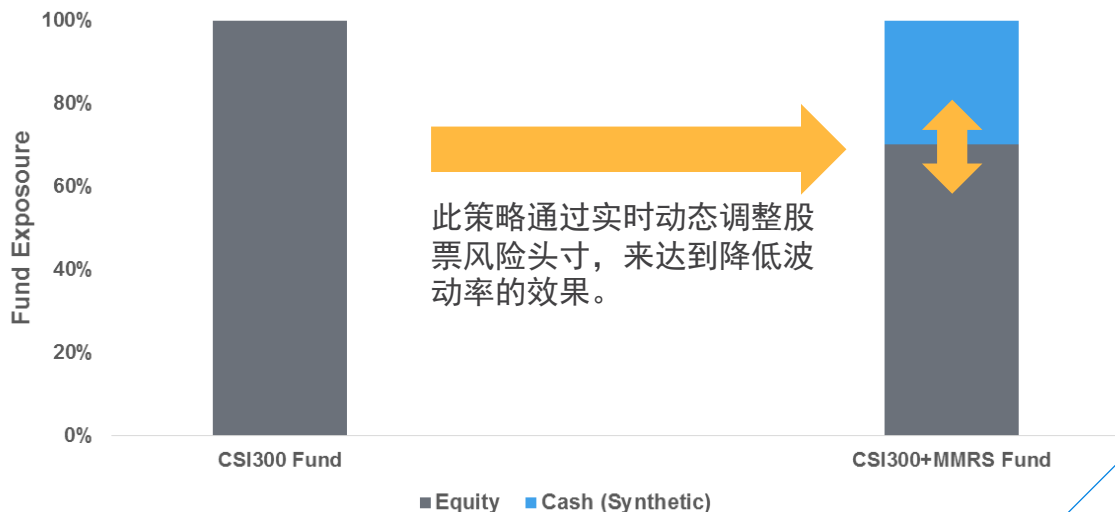 100%
80%
60%
40%
20%
0%
Fund Exposoure
此策略通过实时动态调整股
票风险头寸，来达到降低波
动率的效果。
CSI300 Fund
CSI300+MMRS Fund
Equity
Cash (Synthetic)